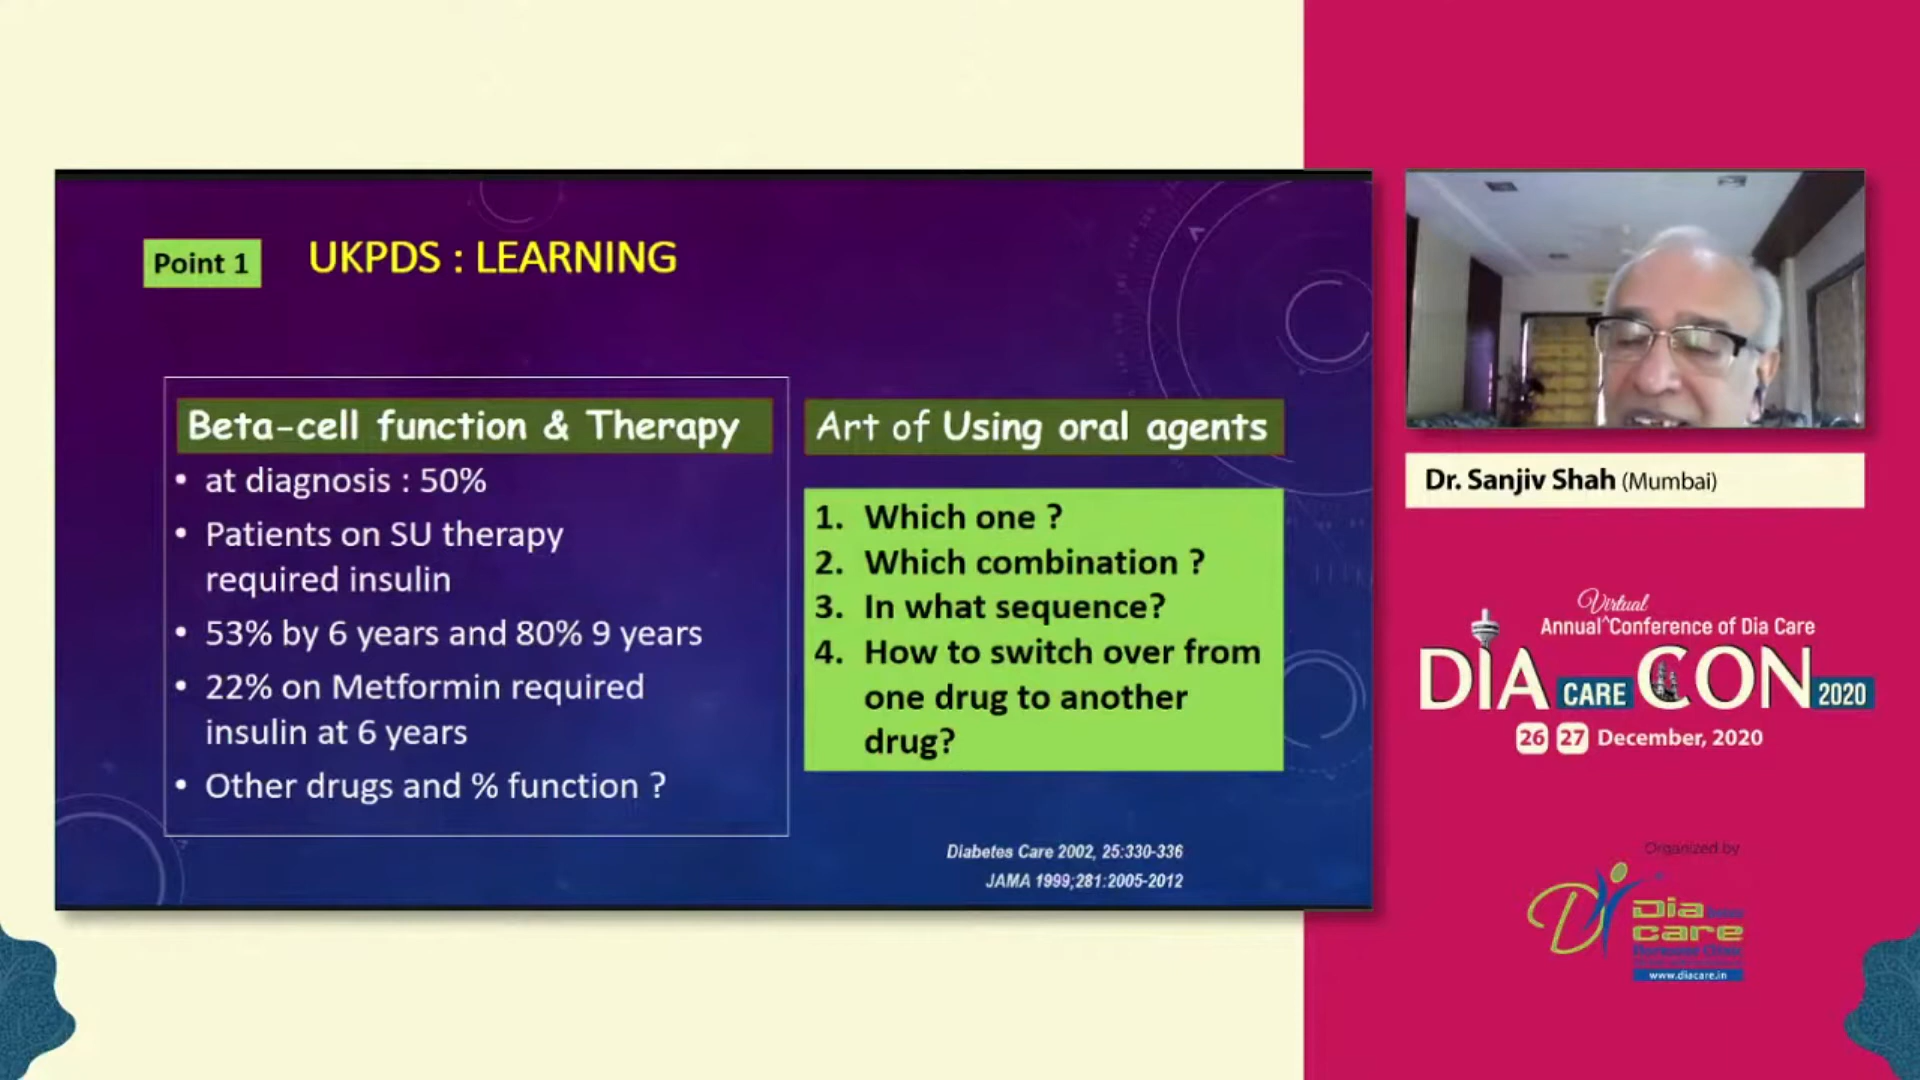 Point 1
UKPDS : LEARNING
Beta-cell function & Therapy
• at diagnosis : 50%
• Patients on SU therapy
required insulin
• 53% by 6 years and 80% 9 years
• 22% on Metformin required
insulin at 6 years
• Other drugs and % function ?
Art of Using oral agents
1. Which one ?
2. Which combination ?
3. In what sequence?
4. How to switch over from
one drug to another
drug?
Diabetes Care 2002, 25:330-336
JAMA 1999;281:2005-2012
Dr. Sanjiv Shah (Mumbai)
Virtual
Annual^Conference of Dia Care
DIA CARE CON 2020
26 27 December, 2020
Organized by
Dia
care
www.diacare.in